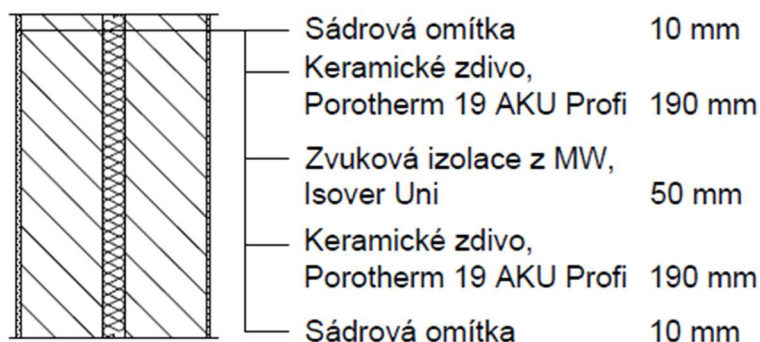 Sádrová omítka 10 mm
Keramické zdivo,
Porotherm 19 AKU Profi 190 mm
Zvuková izolace z MW,
Isover Uni 50 mm
Keramické zdivo,
Porotherm 19 AKU Profi 190 mm
Sádrová omítka 10 mm